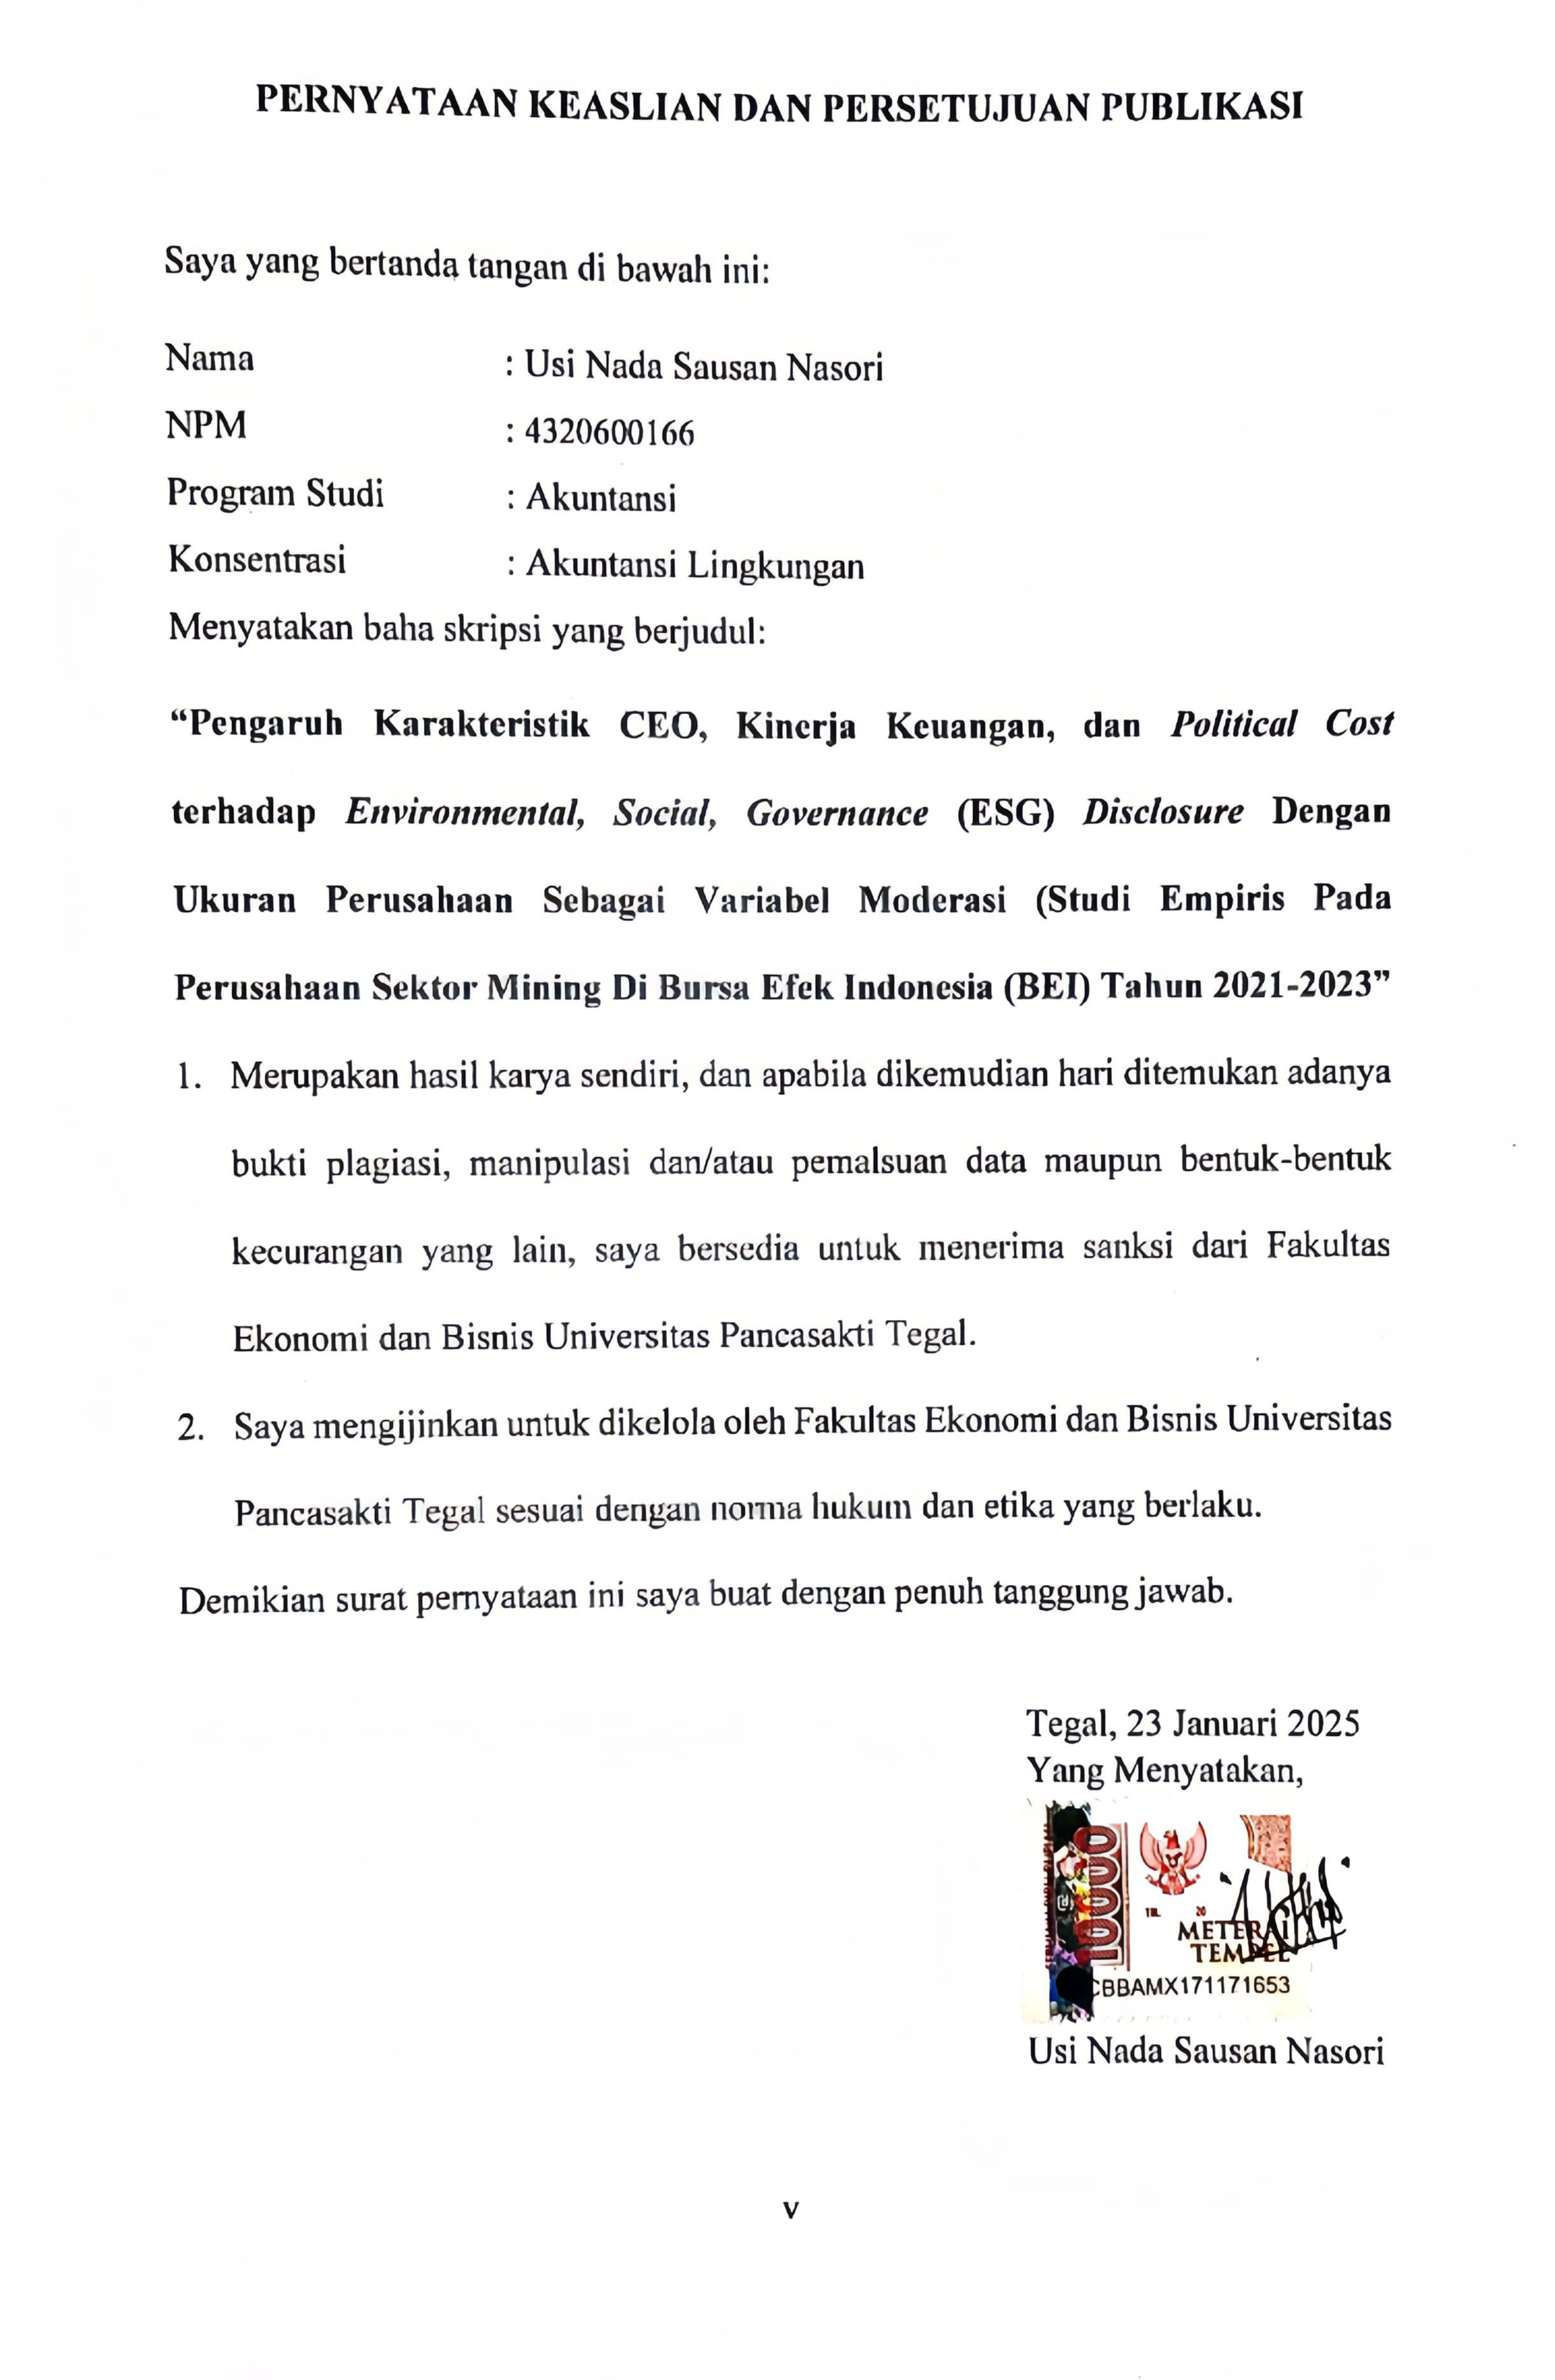 PERNYATAAN KEASLIAN DAN PERSETUJUAN PUBLIKASI
Saya yang bertanda tangan di bawah ini:
Nama : Usi Nada Sausan Nasori
NPM : 4320600166
Program Studi : Akuntansi
Konsentrasi : Akuntansi Lingkungan
Menyatakan baha skripsi yang berjudul:
“Pengaruh Karakteristik CEO, Kinerja Keuangan, dan Political Cost
terhadap Environmental, Social, Governance (ESG) Disclosure Dengan
Ukuran Perusahaan Sebagai Variabel Moderasi (Studi Empiris Pada
Perusahaan Sektor Mining Di Bursa Efek Indonesia (BEI) Tahun 2021-2023”
1. Merupakan hasil karya sendiri, dan apabila dikemudian hari ditemukan adanya
bukti plagiasi, manipulasi dan/atau pemalsuan data maupun bentuk-bentuk
kecurangan yang lain, saya bersedia untuk menerima sanksi dari Fakultas
Ekonomi dan Bisnis Universitas Pancasakti Tegal.
2. Saya mengijinkan untuk dikelola oleh Fakultas Ekonomi dan Bisnis Universitas
Pancasakti Tegal sesuai dengan norma hukum dan etika yang berlaku.
Demikian surat pernyataan ini saya buat dengan penuh tanggung jawab.
Tegal, 23 Januari 2025
Yang Menyatakan,
10000
TGL 20
METERAI
TEMPEL
BBAMX171171653
Usi Nada Sausan Nasori
v